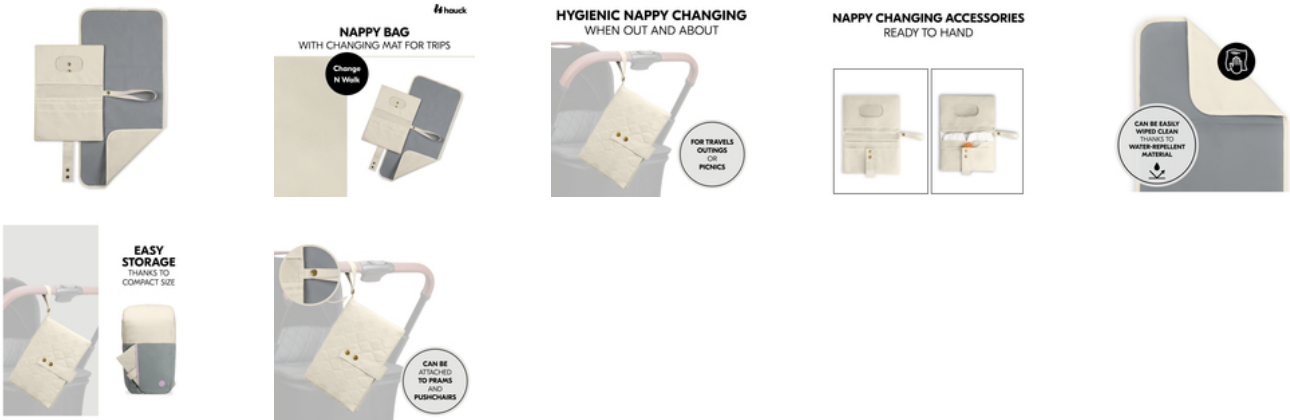 hauck
NAPPY BAG
WITH CHANGING MAT FOR TRIPS
Change
N Walk
HYGIENIC NAPPY CHANGING
WHEN OUT AND ABOUT
FOR TRAVELS
OUTINGS
OR
PICNICS
NAPPY CHANGING ACCESSORIES
READY TO HAND
CAN BE EASILY
WIPED CLEAN
THANKS TO
WATER-REPELLENT
MATERIAL
EASY
STORAGE
THANKS TO
COMPACT SIZE
CAN BE
ATTACHED
TO PRAMS
AND
PUSHCHAIRS